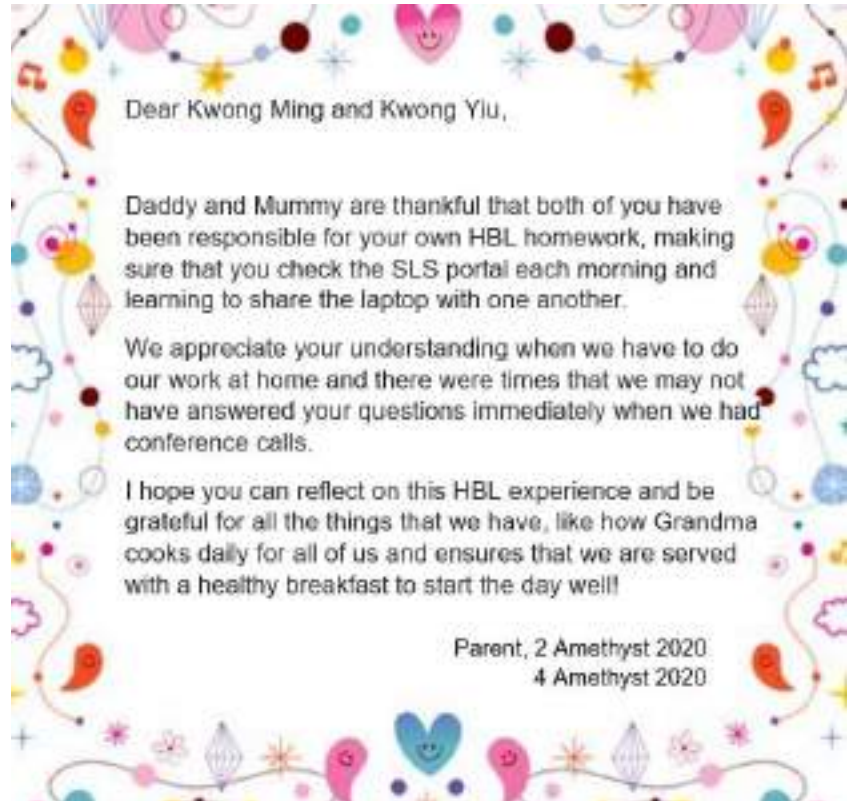 Dear Kwong Ming and Kwong Yiu,
Daddy and Mummy are thankful that both of you have
been responsible for your own HBL homework, making
sure that you check the SLS portal each morning and
learning to share the laptop with one another.
We appreciate your understanding when we have to do
our work at home and there were times that we may not
have answered your questions immediately when we had
conference calls.
I hope you can reflect on this HBL experience and be
grateful for all the things that we have, like how Grandma
cooks daily for all of us and ensures that we are served
with a healthy breakfast to start the day well!
Parent, 2 Amethyst 2020
4 Amethyst 2020